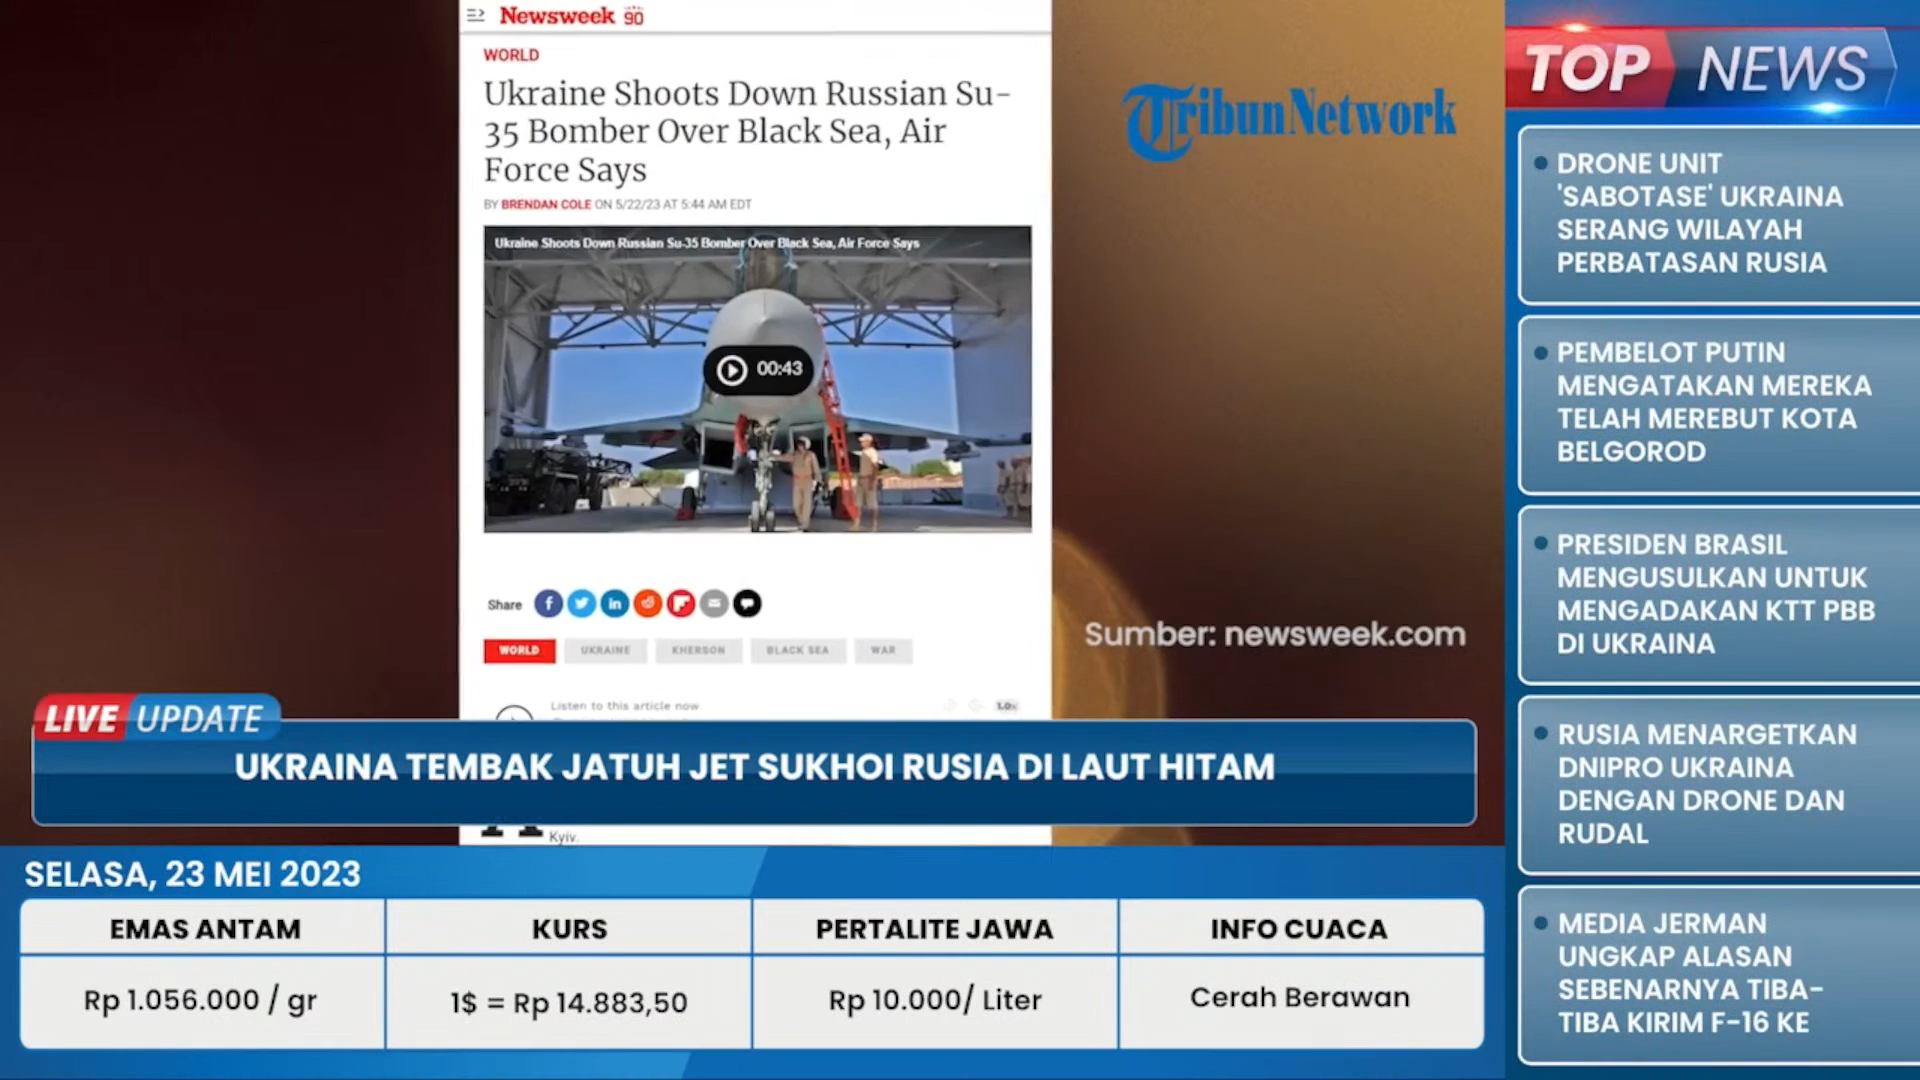 Newsweek 90
WORLD
Ukraine Shoots Down Russian Su-
35 Bomber Over Black Sea, Air
Force Says
BY BRENDAN COLE ON 5/22/23 AT 5:44 AM EDT
Ukraine Shoots Down Russian Su-35 Bomber Over Black Sea, Air Force Says
00:43
Share
WORLD UKRAINE KHERSON BLACK SEA WAR
Listen to this article now
1.0x
Kyiv.
TribunNetwork
Sumber: newsweek.com
LIVE UPDATE
UKRAINA TEMBAK JATUH JET SUKHOI RUSIA DI LAUT HITAM
SELASA, 23 MEI 2023
EMAS ANTAM KURS PERTALITE JAWA INFO CUACA
Rp 1.056.000 / gr 1$ = Rp 14.883,50 Rp 10.000/ Liter Cerah Berawan
TOP NEWS
DRONE UNIT
'SABOTASE' UKRAINA
SERANG WILAYAH
PERBATASAN RUSIA
PEMBELOT PUTIN
MENGATAKAN MEREKA
TELAH MEREBUT KOTA
BELGOROD
PRESIDEN BRASIL
MENGUSULKAN UNTUK
MENGADAKAN KTT PBB
DI UKRAINA
RUSIA MENARGETKAN
DNIPRO UKRAINA
DENGAN DRONE DAN
RUDAL
MEDIA JERMAN
UNGKAP ALASAN
SEBENARNYA TIBA-
TIBA KIRIM F-16 KE